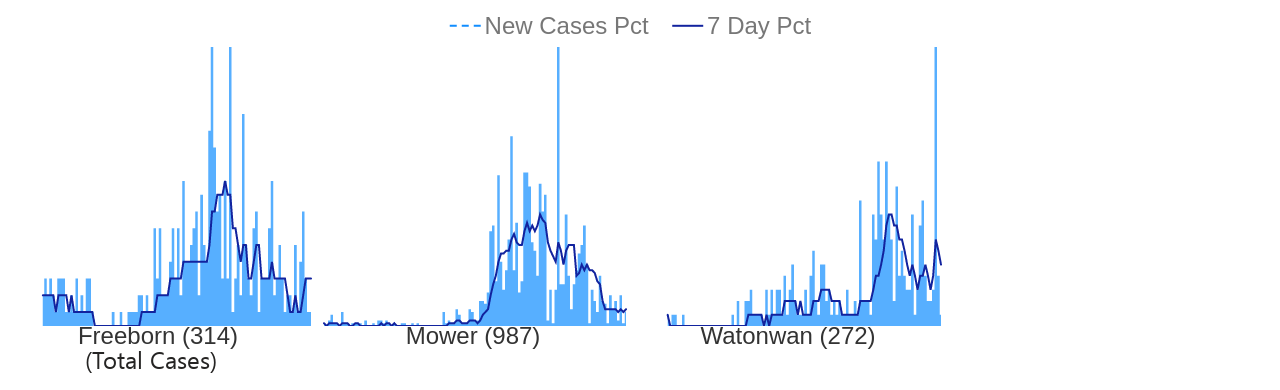 New Cases Pct 7 Day Pct
Freeborn (314) Mower (987) Watonwan (272)
(Total Cases)